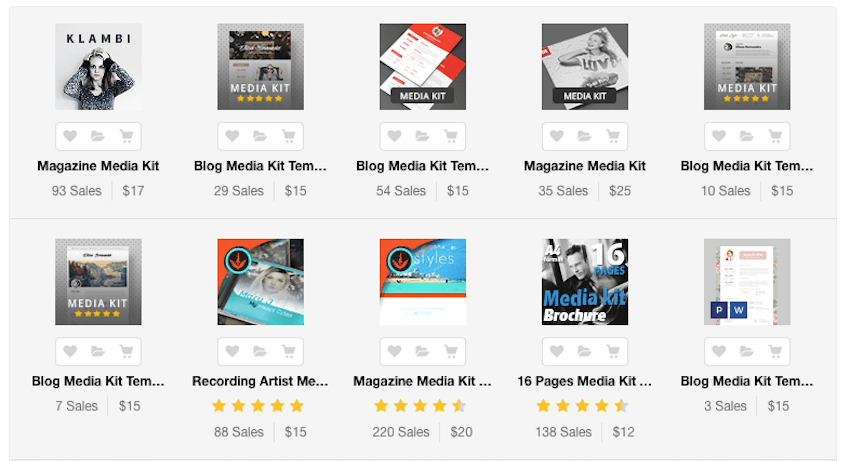 KLAMBI
MEDIA KIT
MEDIA KIT
LOVE
MEDIA KIT
MEDIA KIT
Magazine Media Kit
Blog Media Kit Tem...
Blog Media Kit Tem...
Magazine Media Kit
Blog Media Kit Tem...
93 Sales $17
29 Sales $15
54 Sales $15
35 Sales $25
10 Sales $15
MEDIA KIT
styles
A4
format
16
PAGES
Media kit
Brochure
P W
Blog Media Kit Tem...
Recording Artist Me...
Magazine Media Kit ...
16 Pages Media Kit ...
Blog Media Kit Tem...
7 Sales $15
88 Sales $15
220 Sales $20
138 Sales $12
3 Sales $15